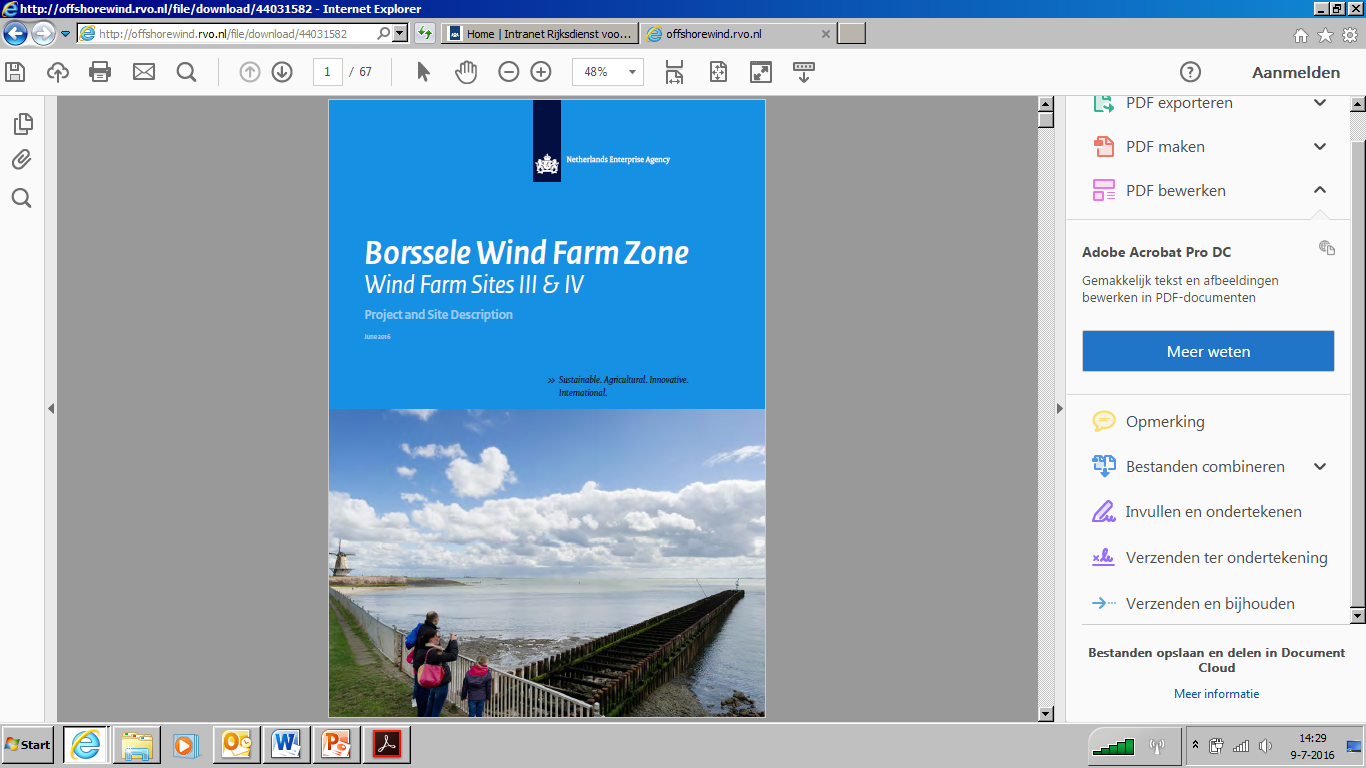 http://offshorewind.rvo.nl/file/download/44031582 - Internet Explorer
http://offshorewind.rvo.nl/file/download/44031582
Home | Intranet Rijksdienst voo...
offshorewind.rvo.nl
1 / 67
48%
Aanmelden
Netherlands Enterprise Agency
Borssele Wind Farm Zone
Wind Farm Sites III & IV
Project and Site Description
June 2016
>> Sustainable. Agricultural. Innovative.
International.
PDF exporteren
PDF maken
PDF bewerken
Adobe Acrobat Pro DC
Gemakkelijk tekst en afbeeldingen
bewerken in PDF-documenten
Meer weten
Opmerking
Bestanden combineren
Invullen en ondertekenen
Verzenden ter ondertekening
Verzenden en bijhouden
Bestanden opslaan en delen in Document
Cloud
Meer informatie
Start
14:29
9-7-2016